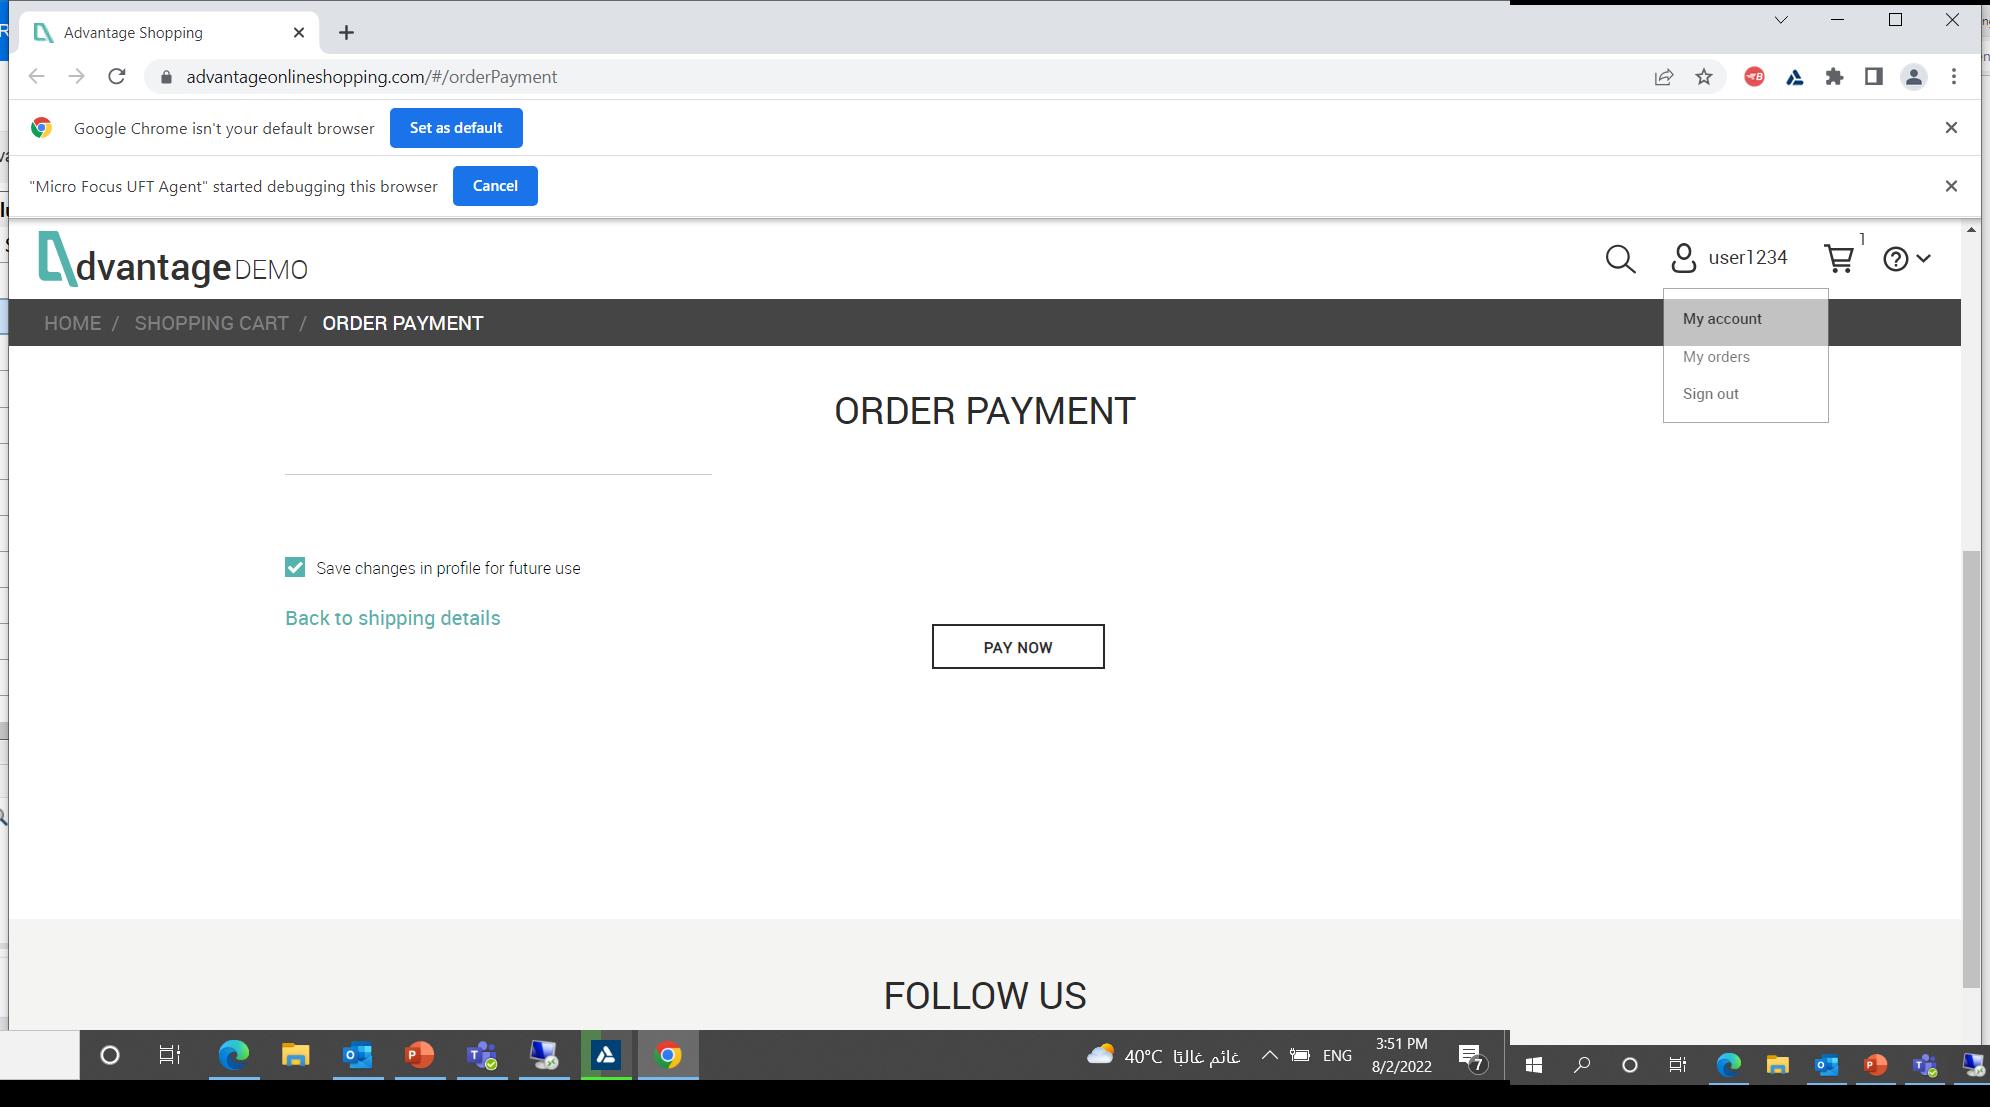 Advantage Shopping
advantageonlineshopping.com/#/orderPayment
Google Chrome isn't your default browser
Set as default
"Micro Focus UFT Agent" started debugging this browser
Cancel
dvantage DEMO
user1234
1
HOME / SHOPPING CART / ORDER PAYMENT
My account
My orders
Sign out
ORDER PAYMENT
Save changes in profile for future use
Back to shipping details
PAY NOW
FOLLOW US
40°C غائم غالبًا
ENG
3:51 PM
8/2/2022
7